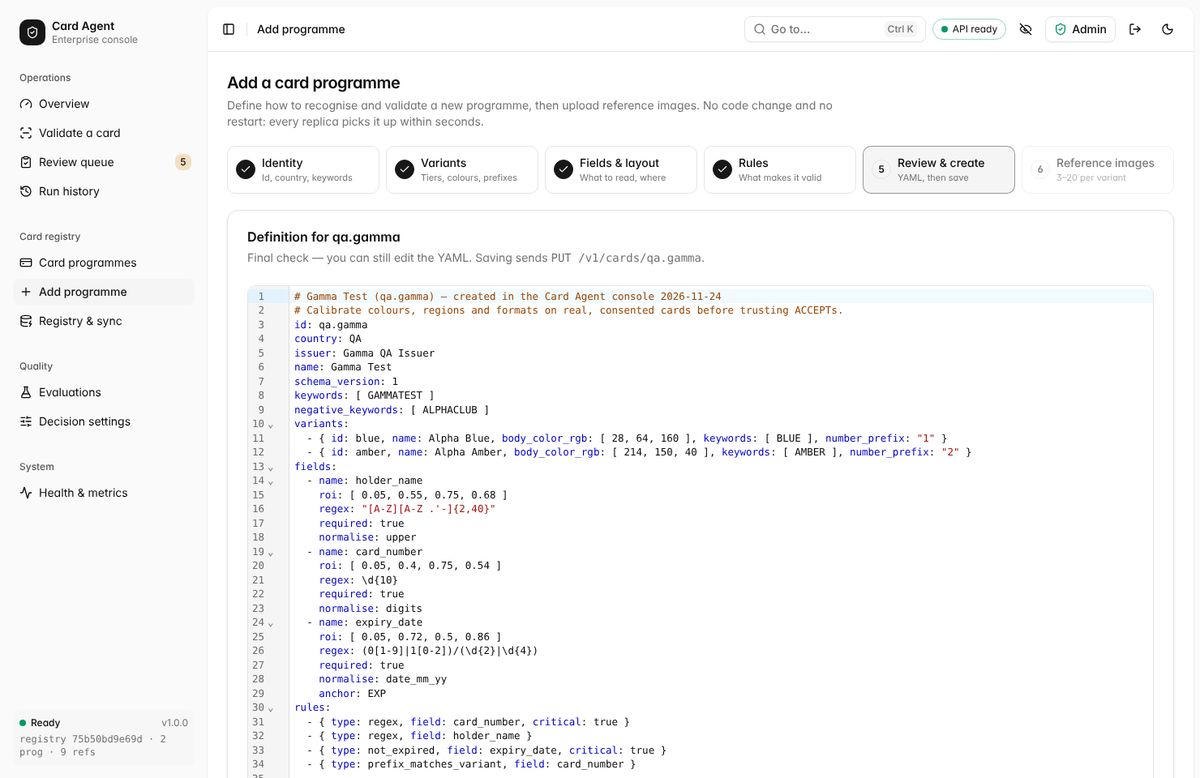 Card Agent
Enterprise console
Operations
Overview
Validate a card
Review queue 5
Run history
Card registry
Card programmes
Add programme
Registry & sync
Quality
Evaluations
Decision settings
System
Health & metrics
Ready v1.0.0
registry 75b50bd9e69d · 2
prog · 9 refs
Add programme
Go to... Ctrl K
API ready
Admin
Add a card programme
Define how to recognise and validate a new programme, then upload reference images. No code change and no
restart: every replica picks it up within seconds.
Identity
Id, country, keywords
Variants
Tiers, colours, prefixes
Fields & layout
What to read, where
Rules
What makes it valid
5 Review & create
YAML, then save
6 Reference images
3–20 per variant
Definition for qa.gamma
Final check — you can still edit the YAML. Saving sends PUT /v1/cards/qa.gamma.
1 # Gamma Test (qa.gamma) — created in the Card Agent console 2026-11-24
2 # Calibrate colours, regions and formats on real, consented cards before trusting ACCEPTs.
3 id: qa.gamma
4 country: QA
5 issuer: Gamma QA Issuer
6 name: Gamma Test
7 schema_version: 1
8 keywords: [ GAMMATEST ]
9 negative_keywords: [ ALPHACLUB ]
10 variants:
11 - { id: blue, name: Alpha Blue, body_color_rgb: [ 28, 64, 160 ], keywords: [ BLUE ], number_prefix: "1" }
12 - { id: amber, name: Alpha Amber, body_color_rgb: [ 214, 150, 40 ], keywords: [ AMBER ], number_prefix: "2" }
13 fields:
14 - name: holder_name
15 roi: [ 0.05, 0.55, 0.75, 0.68 ]
16 regex: "[A-Z][A-Z .'-]{2,40}"
17 required: true
18 normalise: upper
19 - name: card_number
20 roi: [ 0.05, 0.4, 0.75, 0.54 ]
21 regex: \d{10}
22 required: true
23 normalise: digits
24 - name: expiry_date
25 roi: [ 0.05, 0.72, 0.5, 0.86 ]
26 regex: (0[1-9]|1[0-2])/(\d{2}|\d{4})
27 required: true
28 normalise: date_mm_yy
29 anchor: EXP
30 rules:
31 - { type: regex, field: card_number, critical: true }
32 - { type: regex, field: holder_name }
33 - { type: not_expired, field: expiry_date, critical: true }
34 - { type: prefix_matches_variant, field: card_number }